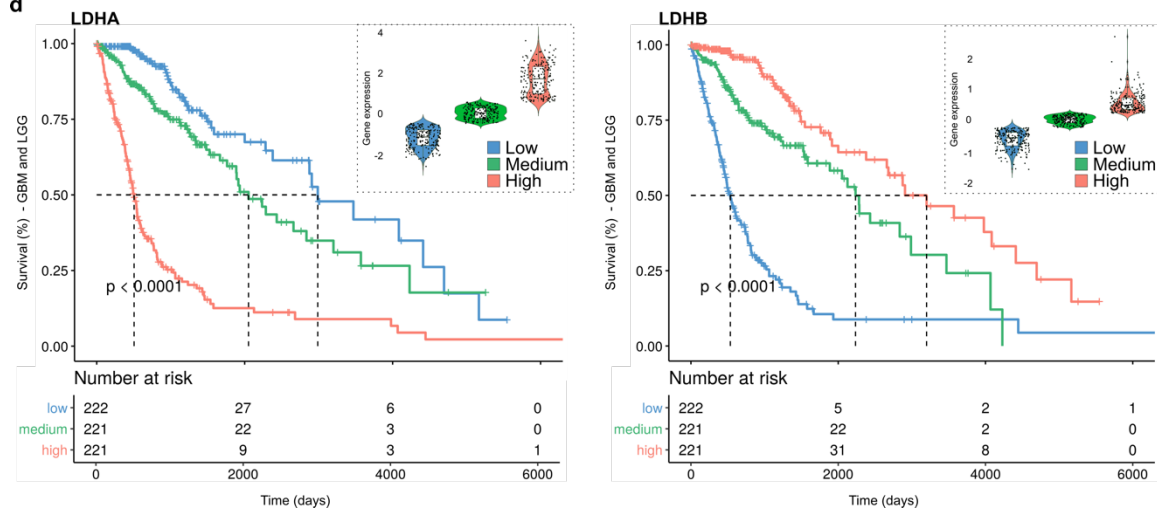 d
LDHA
Survival (%) - GBM and LGG
1.00
0.75
0.50
0.25
0.00
p < 0.0001
Gene expression
4
2
0
-2
Low
Medium
High
Number at risk
low 222 27 6 0
medium 221 22 3 0
high 221 9 3 1
0 2000 4000 6000
Time (days)
LDHB
Survival (%) - GBM and LGG
1.00
0.75
0.50
0.25
0.00
p < 0.0001
Gene expression
2
1
0
-1
-2
Low
Medium
High
Number at risk
low 222 5 2 1
medium 221 22 2 0
high 221 31 8 0
0 2000 4000 6000
Time (days)